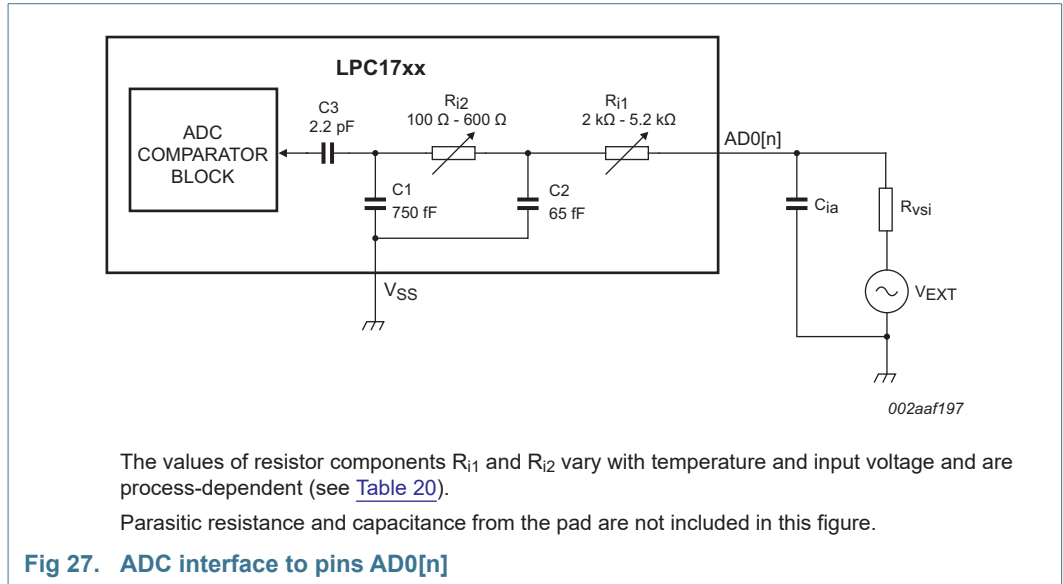 LPC17xx
ADC
COMPARATOR
BLOCK
C3
2.2 pF
Ri2
100 Ω - 600 Ω
Ri1
2 kΩ - 5.2 kΩ
AD0[n]
C1
750 fF
C2
65 fF
Cia
Rvsi
VSS
VEXT
002aaf197
The values of resistor components Ri1 and Ri2 vary with temperature and input voltage and are
process-dependent (see Table 20).
Parasitic resistance and capacitance from the pad are not included in this figure.
Fig 27. ADC interface to pins AD0[n]